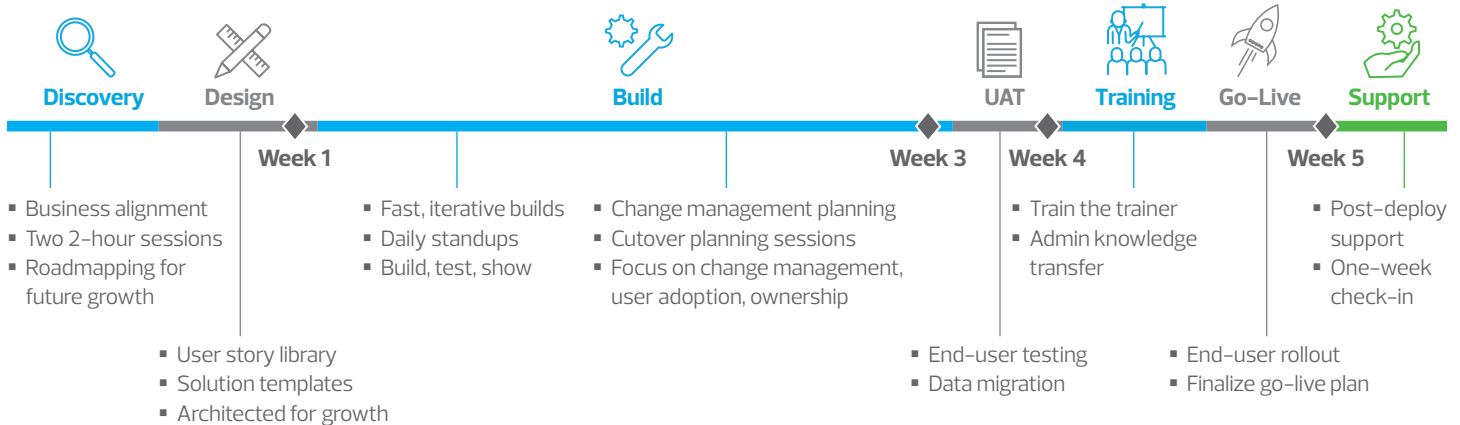 Discovery
Design
Build
UAT
Training
Go-Live
Support
Week 1
Week 3
Week 4
Week 5
▪ Business alignment
▪ Two 2-hour sessions
▪ Roadmapping for
future growth
▪ Fast, iterative builds
▪ Daily standups
▪ Build, test, show
▪ Change management planning
▪ Cutover planning sessions
▪ Focus on change management,
user adoption, ownership
▪ Train the trainer
▪ Admin knowledge
transfer
▪ Post-deploy
support
▪ One-week
check-in
▪ User story library
▪ Solution templates
▪ Architected for growth
▪ End-user testing
▪ Data migration
▪ End-user rollout
▪ Finalize go-live plan